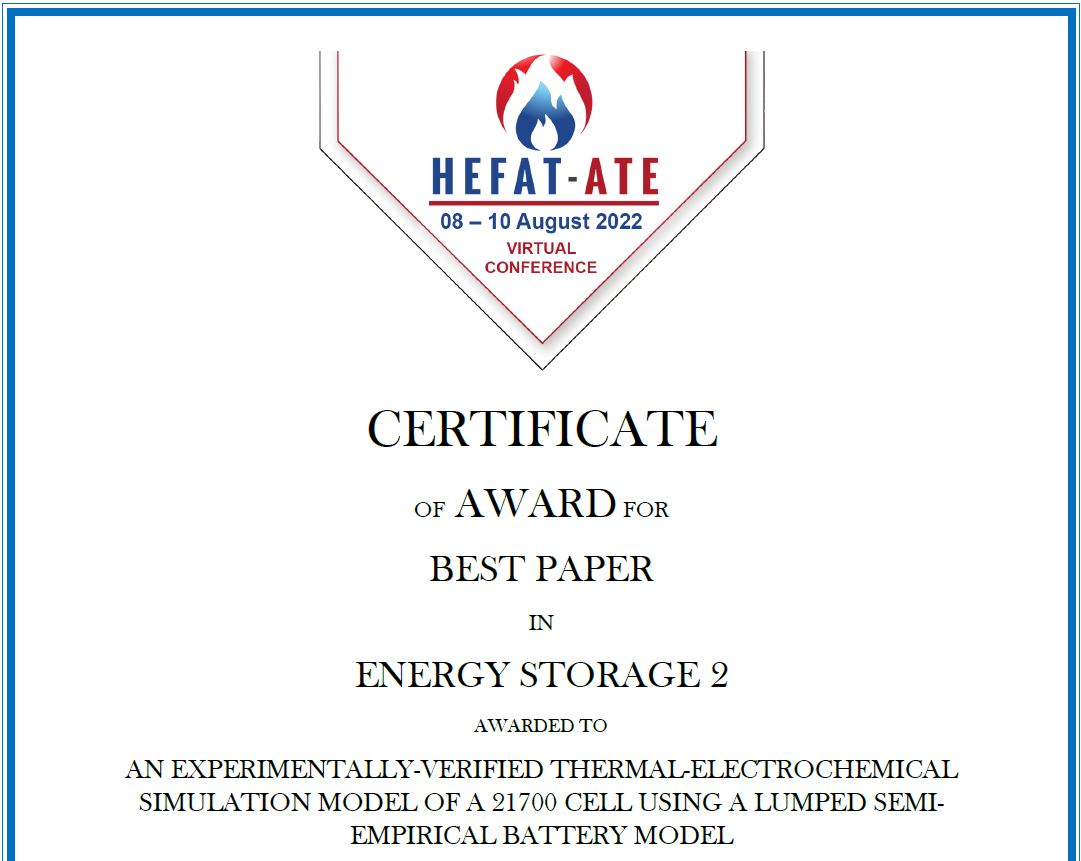 HEFAT-ATE
08 – 10 August 2022
VIRTUAL
CONFERENCE
CERTIFICATE
OF AWARD FOR
BEST PAPER
IN
ENERGY STORAGE 2
AWARDED TO
AN EXPERIMENTALLY-VERIFIED THERMAL-ELECTROCHEMICAL
SIMULATION MODEL OF A 21700 CELL USING A LUMPED SEMI-
EMPIRICAL BATTERY MODEL